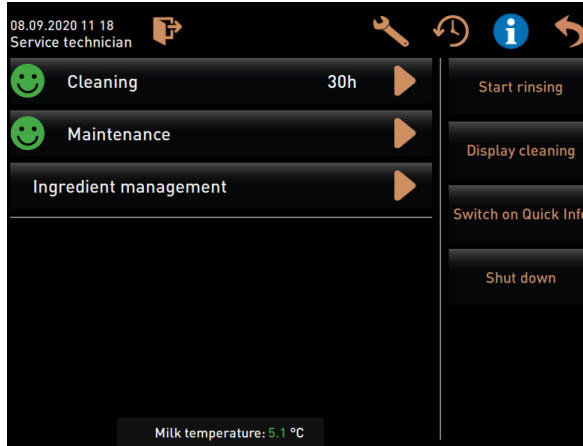 08.09.2020 11 18
Service technician
Cleaning 30h
Maintenance
Ingredient management
Start rinsing
Display cleaning
Switch on Quick Info
Shut down
Milk temperature: 5.1 °C